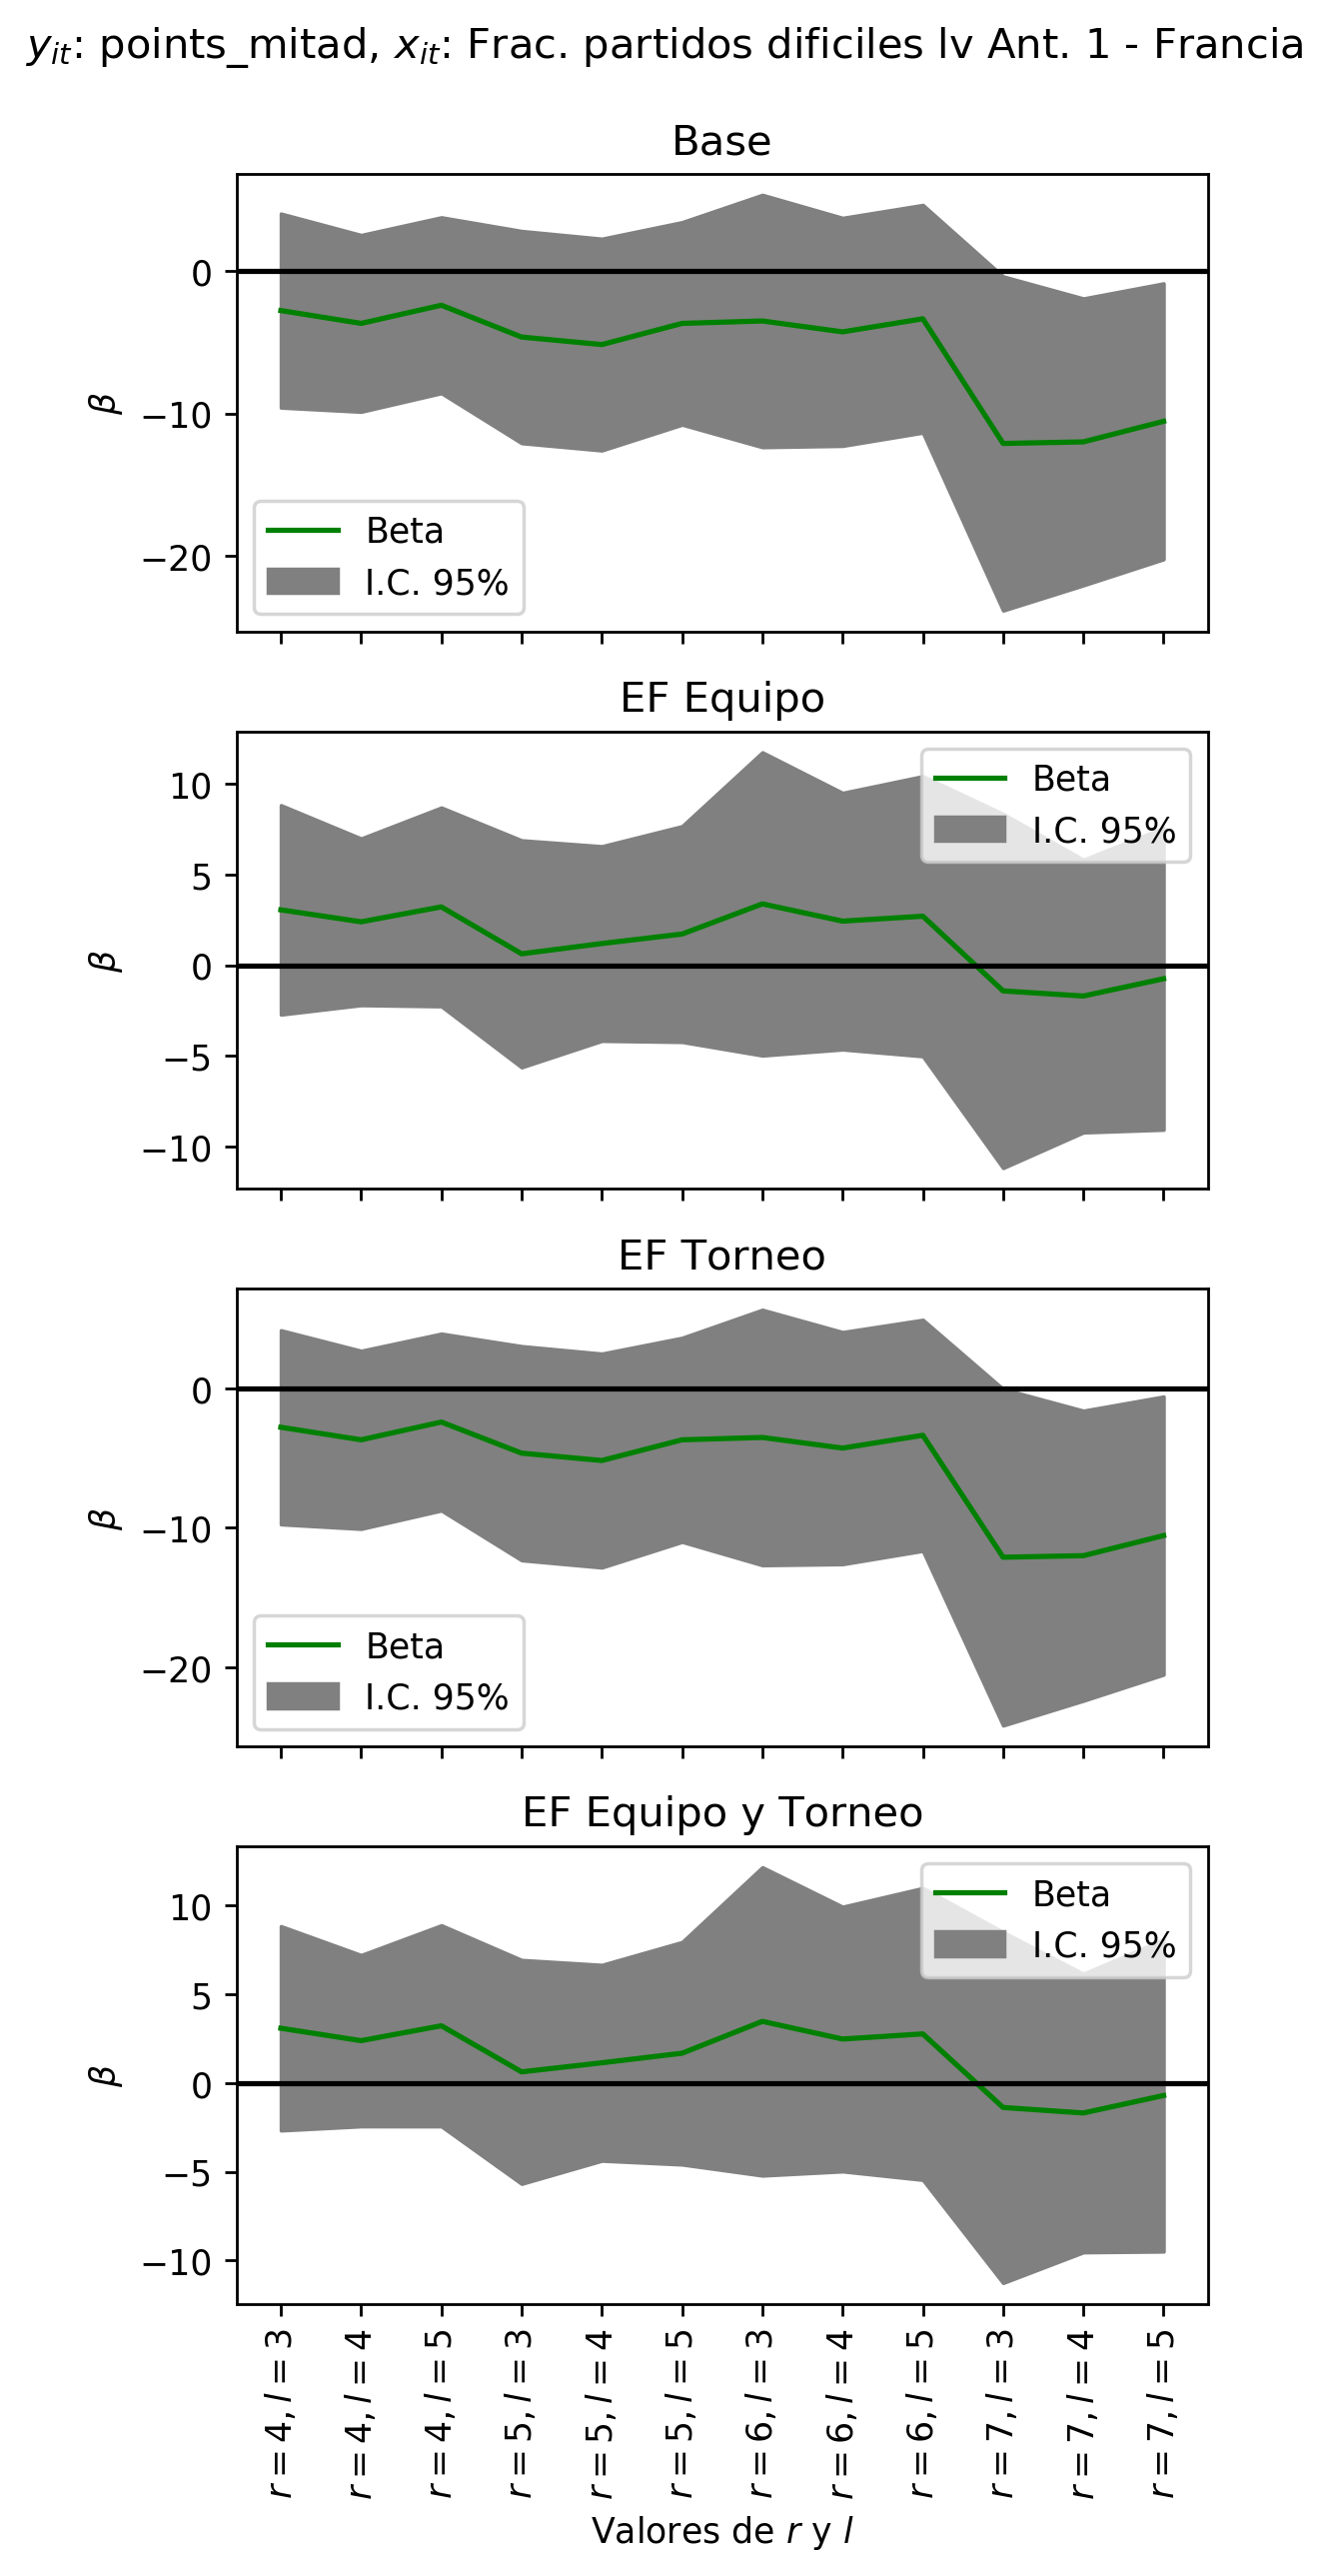 y_it: points_mitad, x_it: Frac. partidos dificiles lv Ant. 1 - Francia
Base
0
−10
−20
β
Beta
I.C. 95%
EF Equipo
10
5
0
−5
−10
β
Beta
I.C. 95%
EF Torneo
0
−10
−20
β
Beta
I.C. 95%
EF Equipo y Torneo
10
5
0
−5
−10
β
Beta
I.C. 95%
r = 4, l = 3
r = 4, l = 4
r = 4, l = 5
r = 5, l = 3
r = 5, l = 4
r = 5, l = 5
r = 6, l = 3
r = 6, l = 4
r = 6, l = 5
r = 7, l = 3
r = 7, l = 4
r = 7, l = 5
Valores de r y l